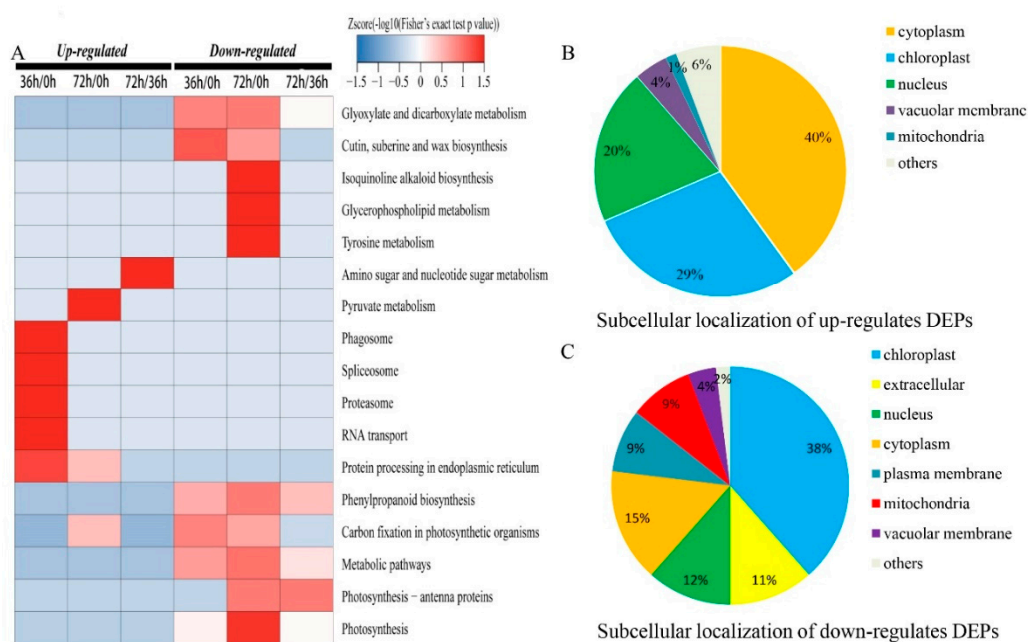 A
Up-regulated
Down-regulated
36h/0h
72h/0h
72h/36h
36h/0h
72h/0h
72h/36h
Zscore(-log10(Fisher's exact test p value))
−1.5 −1 −0.5 0 0.5 1 1.5
Glyoxylate and dicarboxylate metabolism
Cutin, suberine and wax biosynthesis
Isoquinoline alkaloid biosynthesis
Glycerophospholipid metabolism
Tyrosine metabolism
Amino sugar and nucleotide sugar metabolism
Pyruvate metabolism
Phagosome
Spliceosome
Proteasome
RNA transport
Protein processing in endoplasmic reticulum
Phenylpropanoid biosynthesis
Carbon fixation in photosynthetic organisms
Metabolic pathways
Photosynthesis − antenna proteins
Photosynthesis
B
40%
29%
20%
4%
1%
6%
cytoplasm
chloroplast
nucleus
vacuolar membrane
mitochondria
others
Subcellular localization of up-regulates DEPs
C
38%
11%
12%
15%
9%
9%
4%
2%
chloroplast
extracellular
nucleus
cytoplasm
plasma membrane
mitochondria
vacuolar membrane
others
Subcellular localization of down-regulates DEPs